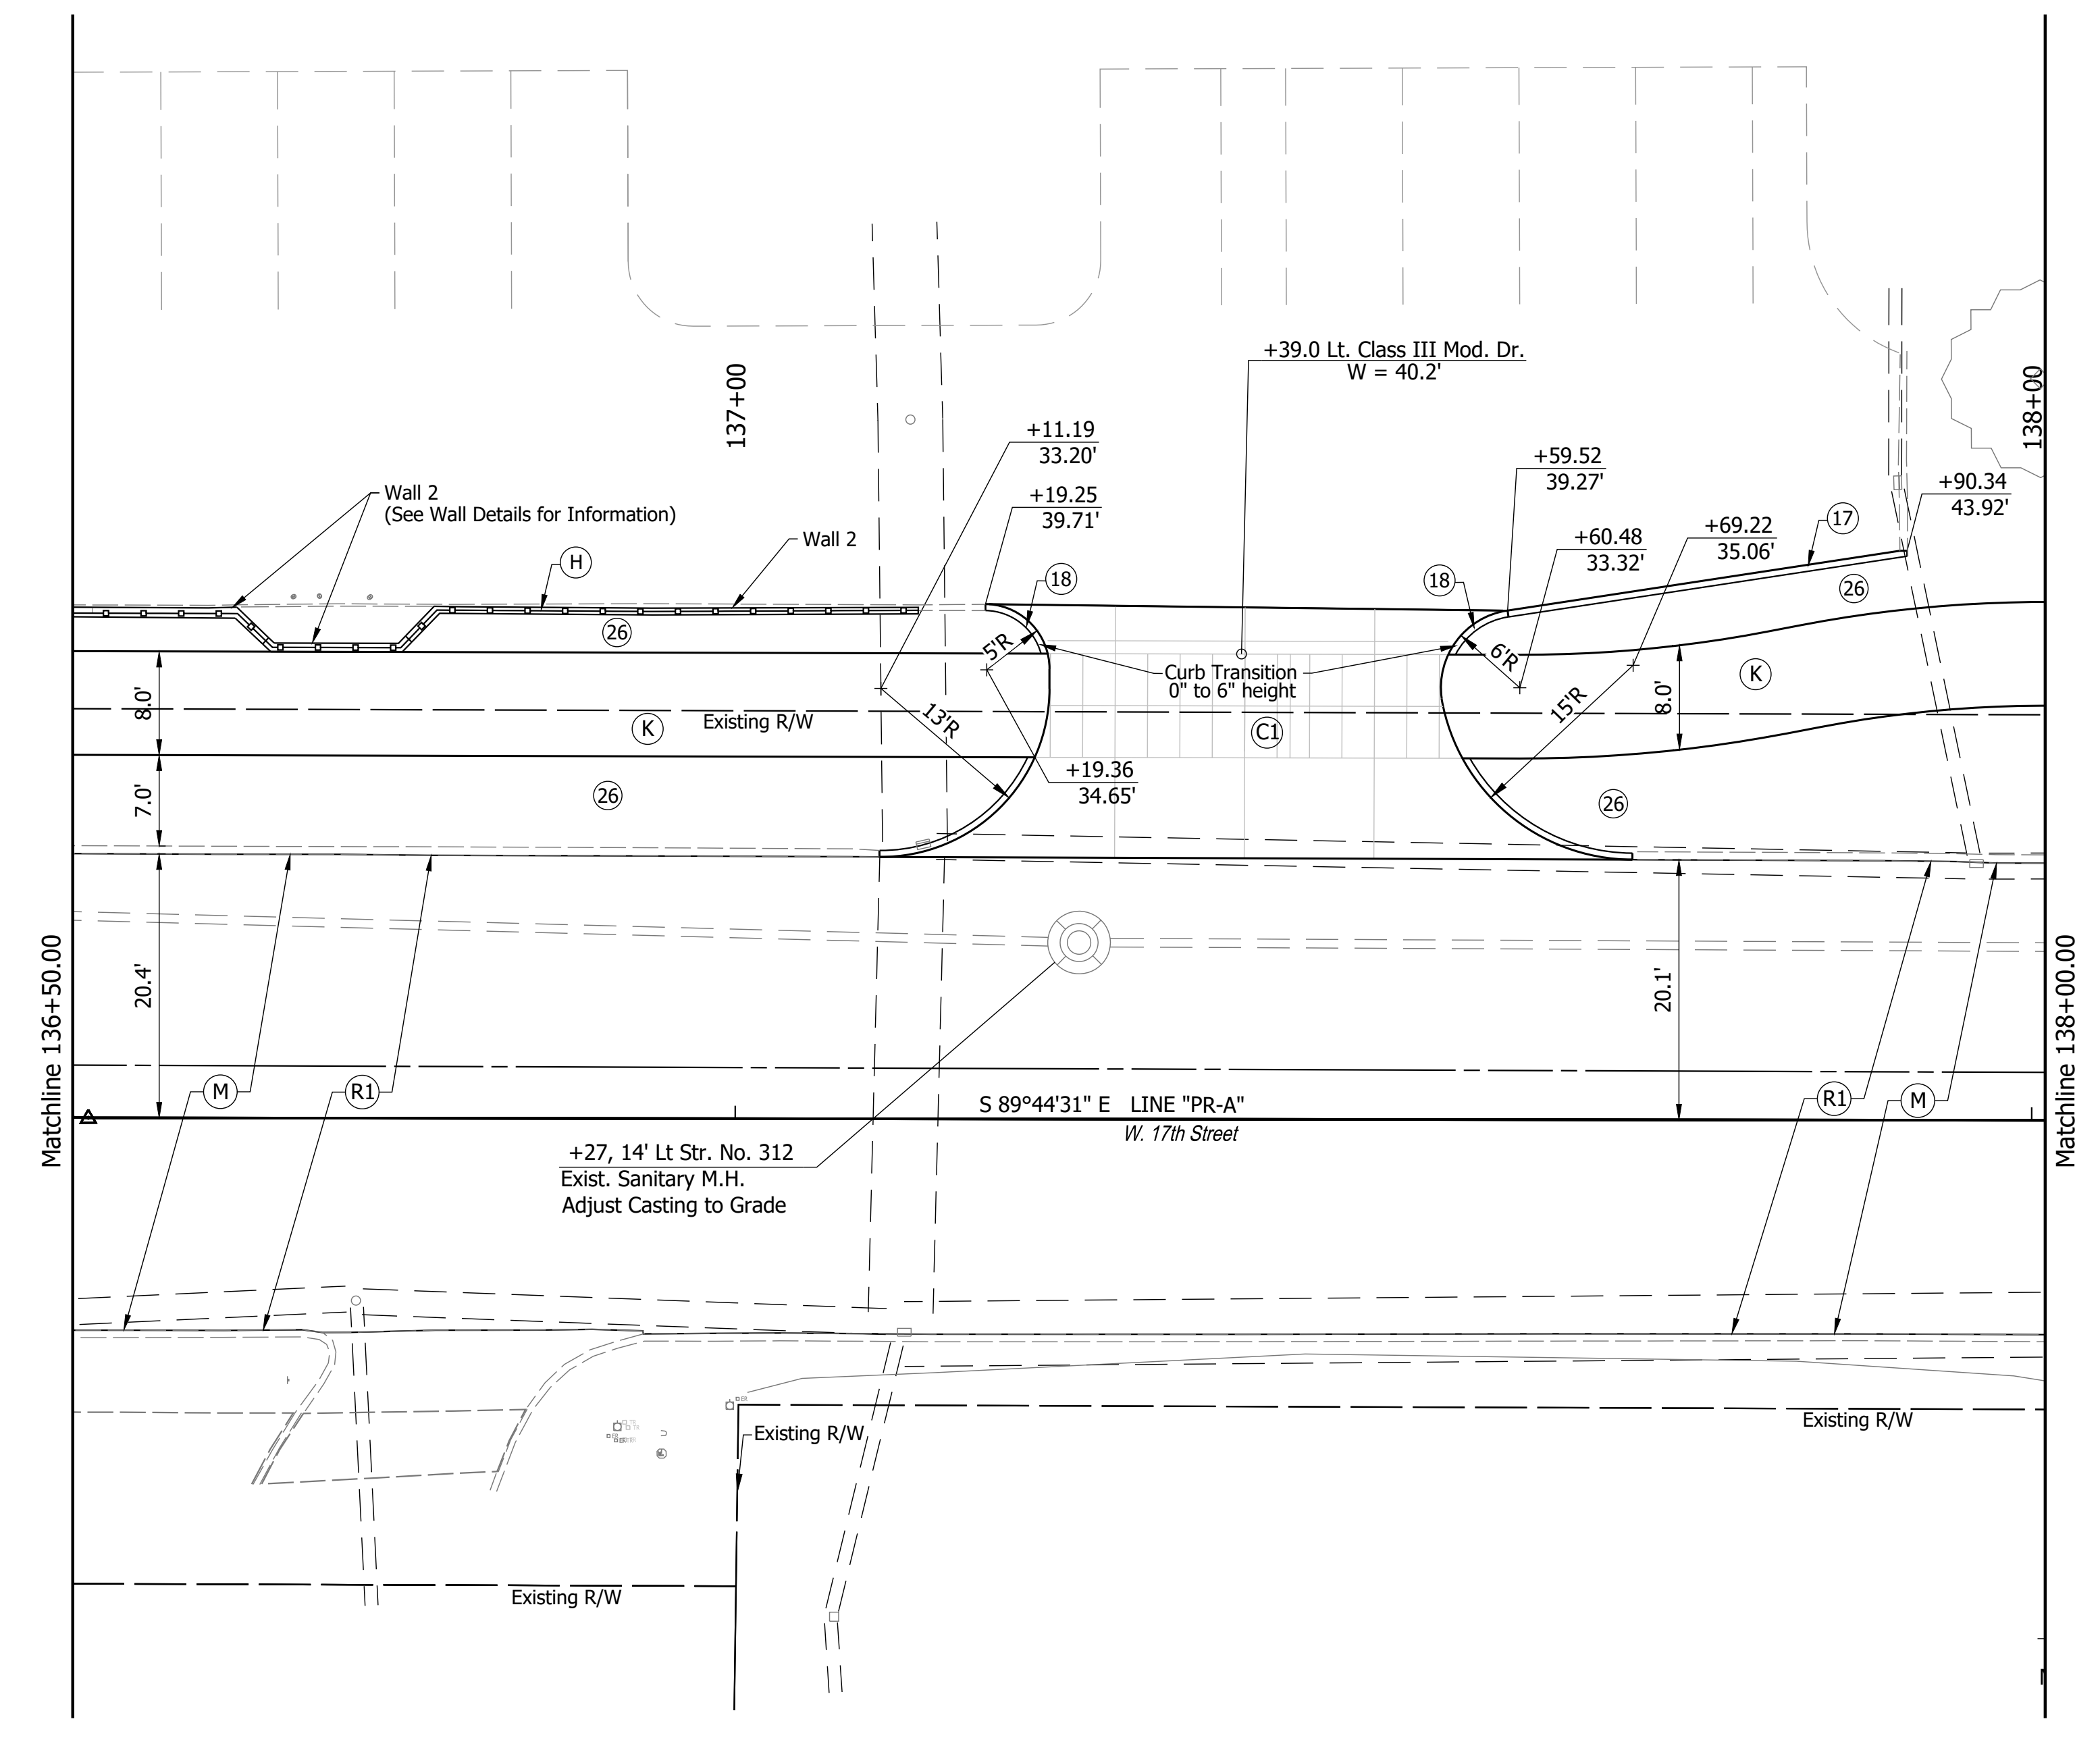 +39.0 Lt. Class III Mod. Dr.
W = 40.2'
137+00
138+00
+11.19
33.20'
+59.52
39.27'
+19.25
39.71'
+90.34
43.92'
Wall 2
(See Wall Details for Information)
+69.22
35.06'
17
+60.48
33.32'
Wall 2
H
18
18
26
26
5'R
6'R
Curb Transition
0" to 6" height
K
8.0'
8.0'
15'R
13'R
Existing R/W
K
C1
+19.36
34.65'
7.0'
26
26
20.4'
20.1'
Matchline 136+50.00
Matchline 138+00.00
M
R1
R1
M
S 89°44'31" E LINE "PR-A"
W. 17th Street
+27, 14' Lt Str. No. 312
Exist. Sanitary M.H.
Adjust Casting to Grade
Existing R/W
Existing R/W
Existing R/W